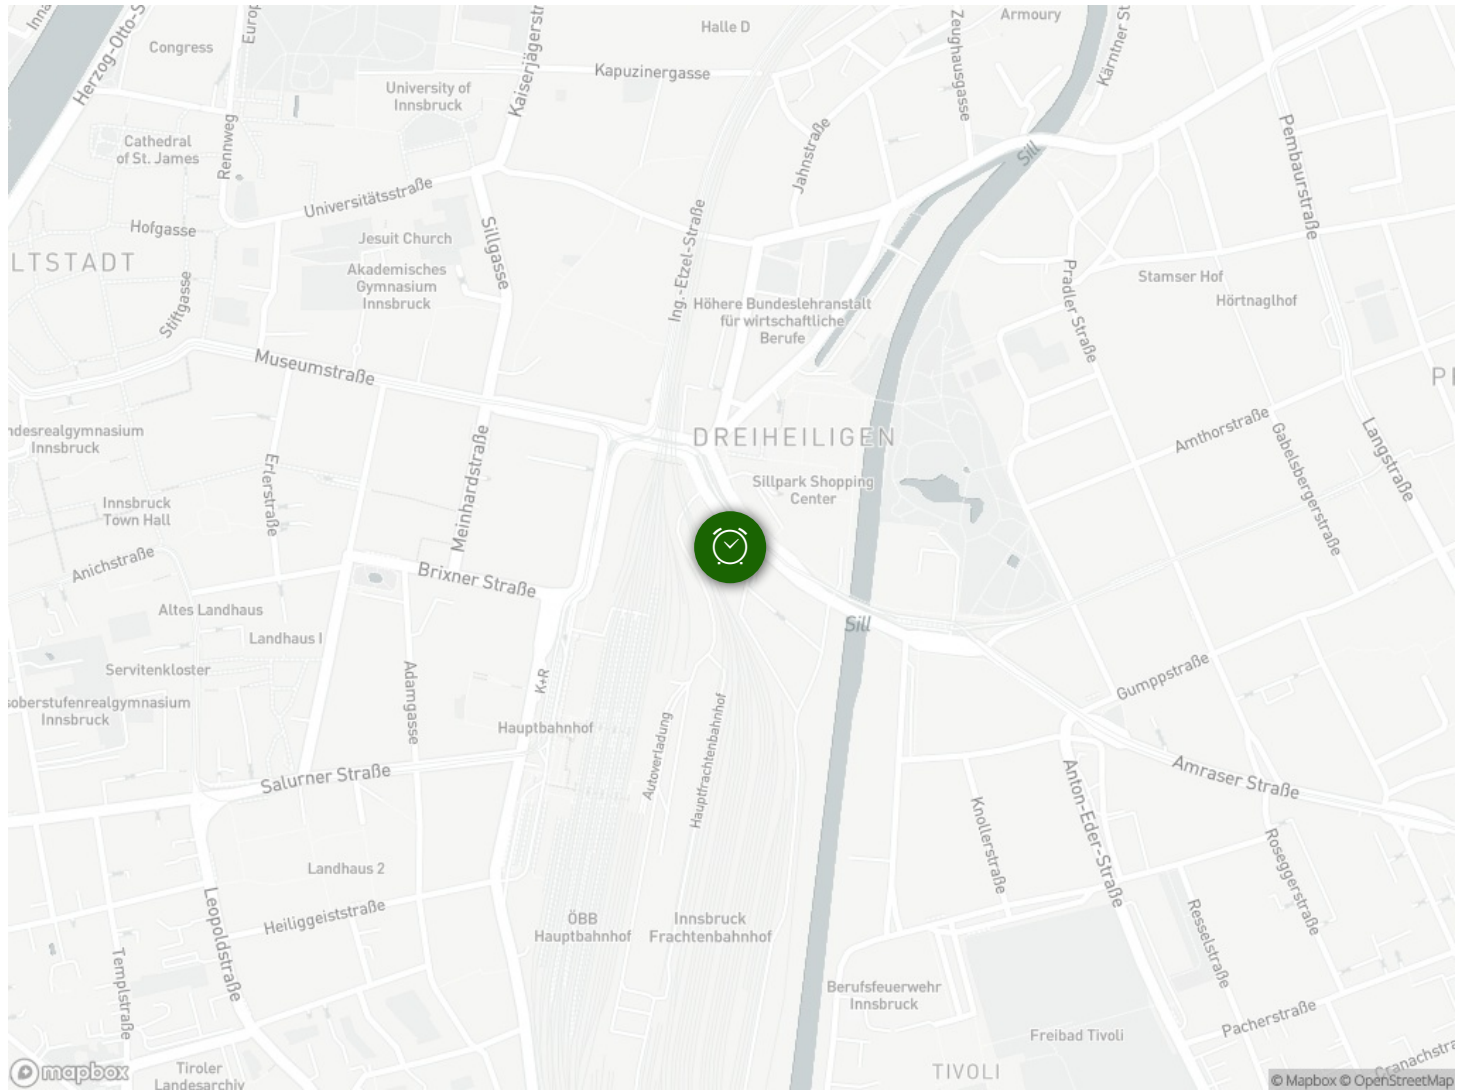 Inns
Herzog-Otto-S
Congress
Europ
Kaiserjägerstr
Halle D
Zeughausgasse
Armoury
Kärntner St
Kapuzinergasse
University of
Innsbruck
Cathedral
of St. James
Rennweg
Universitätsstraße
Jahnstraße
Sill
Pembaurstraße
Hofgasse
Jesuit Church
Sillgasse
Ing.-Etzel-Straße
LTSTADT
Akademisches
Gymnasium
Innsbruck
Stiftgasse
Höhere Bundeslehranstalt
für wirtschaftliche
Berufe
Pradler Straße
Stamser Hof
Hörtnaglhof
Museumstraße
ndesrealgymnasium
Innsbruck
Meinhardstraße
DREIHEILIGEN
Amthorstraße
Gabelsbergerstraße
Langstraße
Erlerstraße
Sillpark Shopping
Center
Innsbruck
Town Hall
Anichstraße
Brixner Straße
Altes Landhaus
Landhaus I
Sill
Servitenkloster
Gumppstraße
soberstufenrealgymnasium
Innsbruck
Adamgasse
K+R
Hauptbahnhof
Autoverladung
Hauptfrachtenbahnhof
Salurner Straße
Amraser Straße
Anton-Eder-Straße
Knollerstraße
Roseggerstraße
Landhaus 2
Leopoldstraße
Heiliggeiststraße
ÖBB
Hauptbahnhof
Innsbruck
Frachtenbahnhof
Resselstraße
Templstraße
Berufsfeuerwehr
Innsbruck
Freibad Tivoli
Pacherstraße
Cranachstra
TIVOLI
Tiroler
Landesarchiv
mapbox
© Mapbox © OpenStreetMap